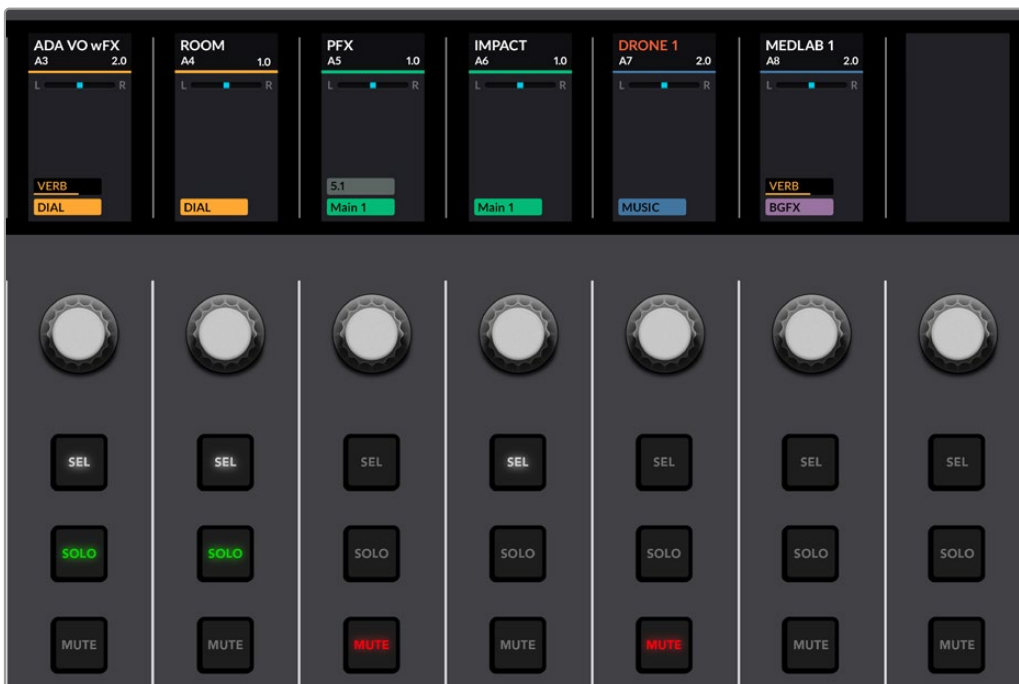 ADA VO wFX
A3 2.0
L R
VERB
DIAL
ROOM
A4 1.0
L R
DIAL
PFX
A5 1.0
L R
5.1
Main 1
IMPACT
A6 1.0
L R
Main 1
DRONE 1
A7 2.0
L R
MUSIC
MEDLAB 1
A8 2.0
L R
VERB
BGFX
SEL SEL SEL SEL SEL SEL SEL
SOLO SOLO SOLO SOLO SOLO SOLO SOLO
MUTE MUTE MUTE MUTE MUTE MUTE MUTE